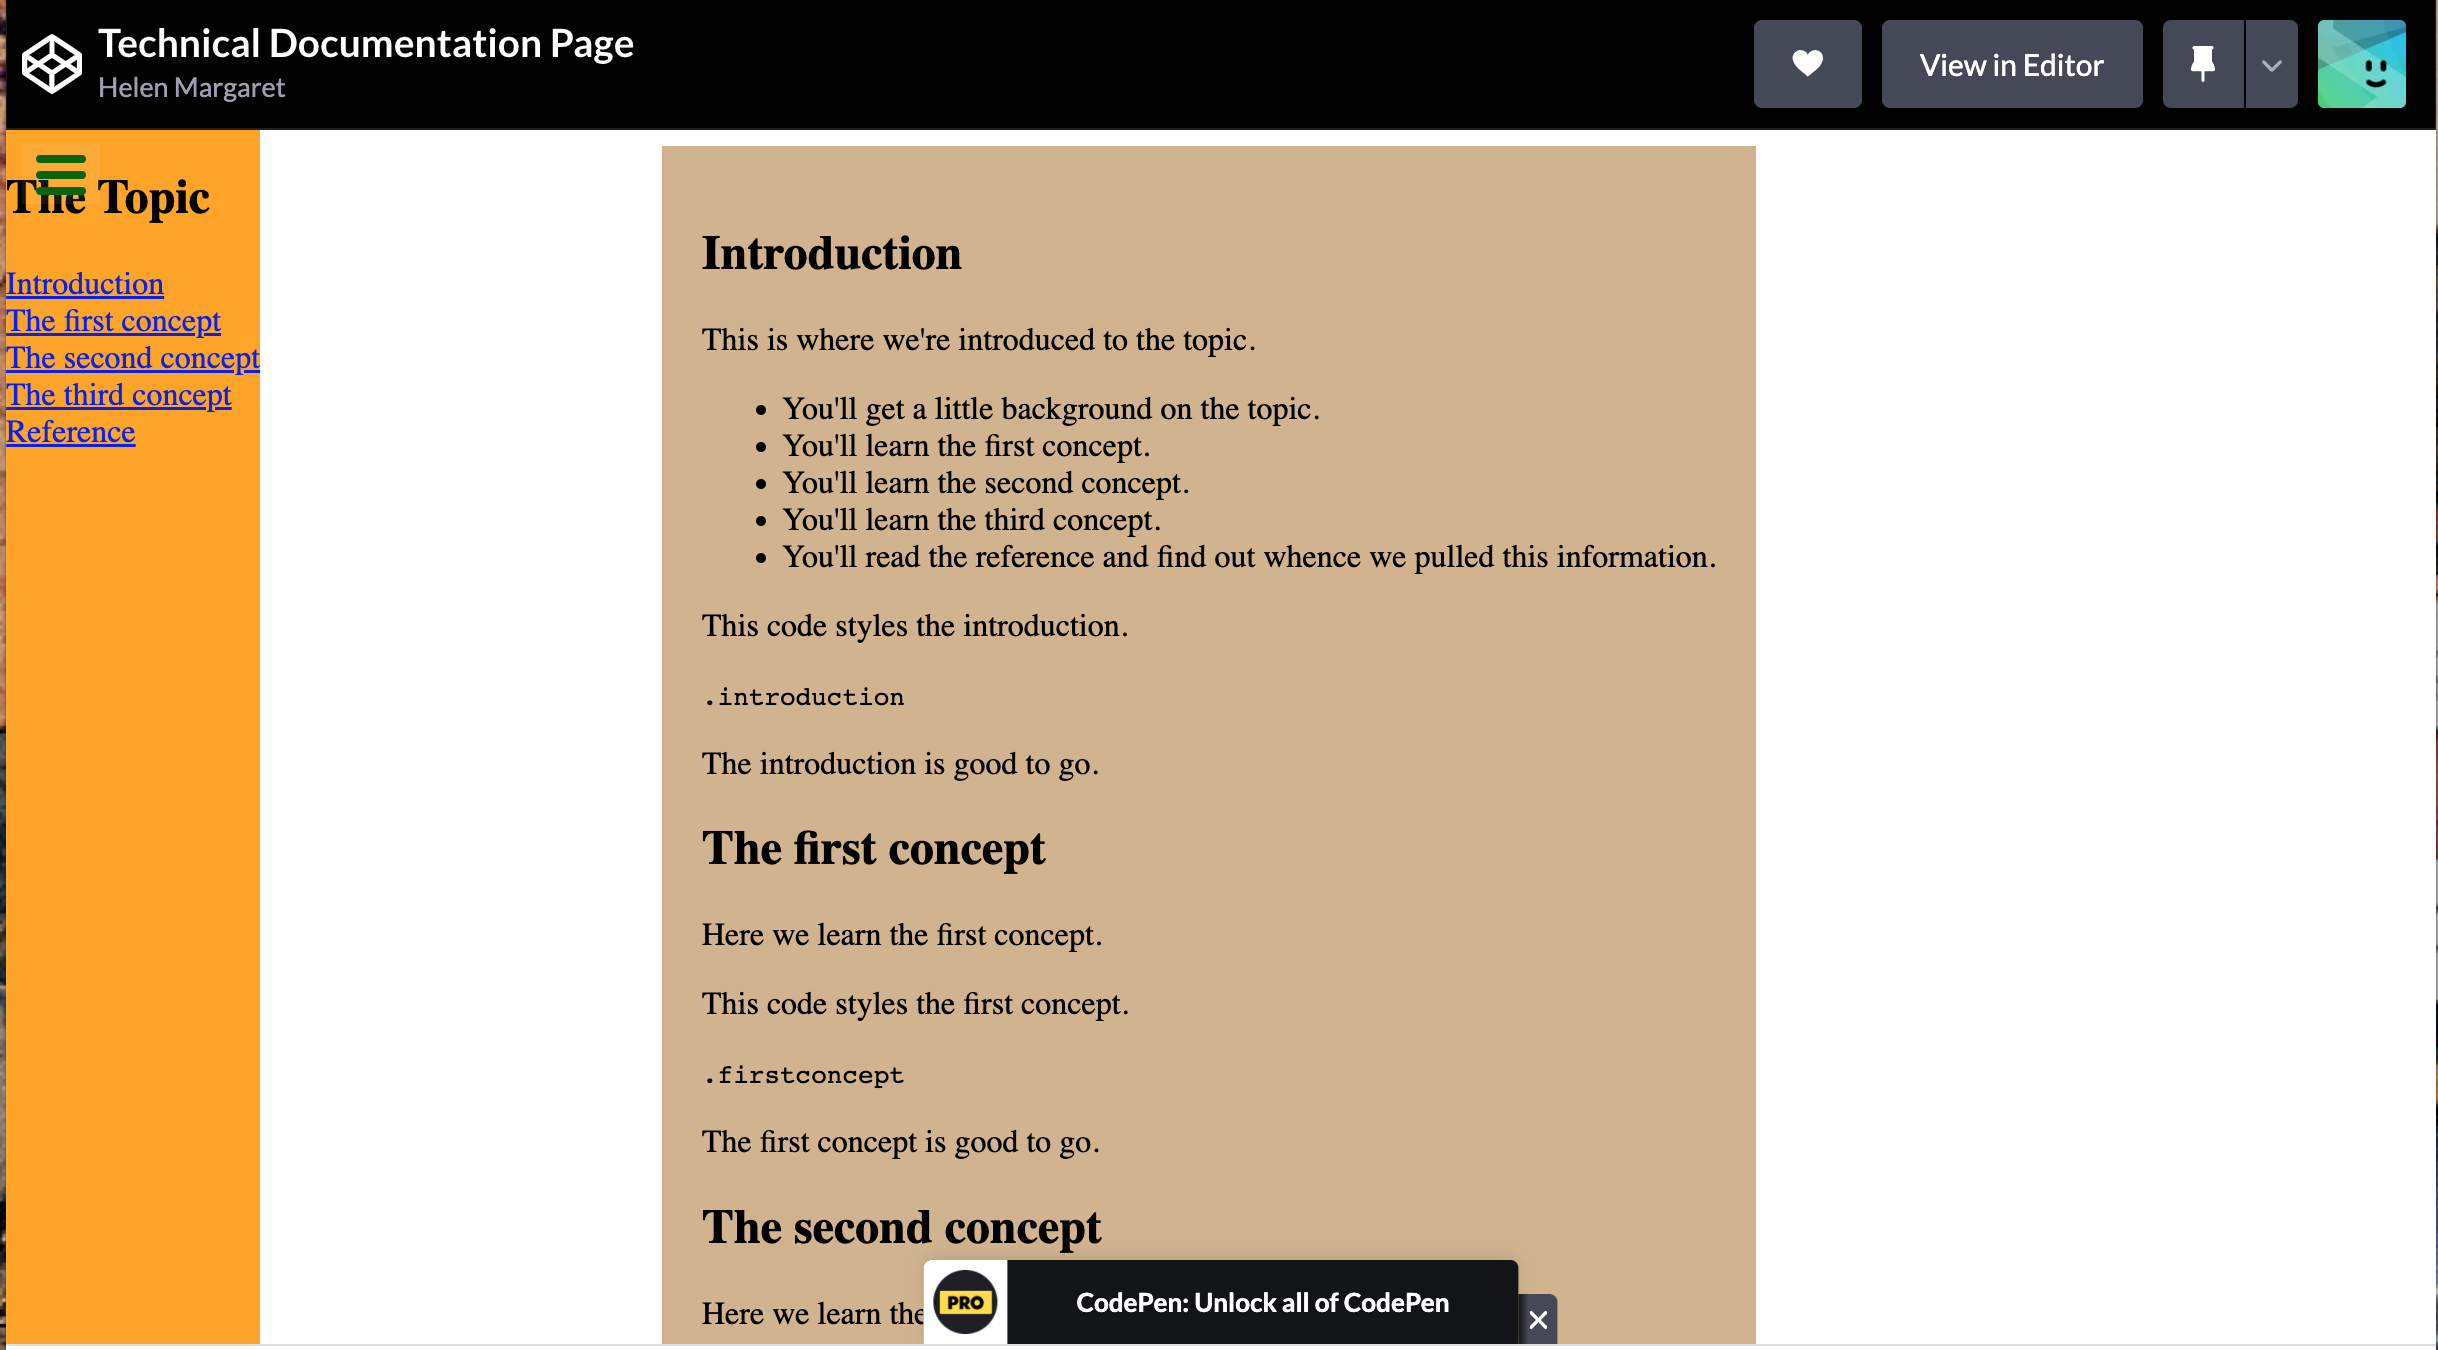 Technical Documentation Page
Helen Margaret
View in Editor
The Topic
Introduction
The first concept
The second concept
The third concept
Reference
Introduction
This is where we're introduced to the topic.
• You'll get a little background on the topic.
• You'll learn the first concept.
• You'll learn the second concept.
• You'll learn the third concept.
• You'll read the reference and find out whence we pulled this information.
This code styles the introduction.
.introduction
The introduction is good to go.
The first concept
Here we learn the first concept.
This code styles the first concept.
.firstconcept
The first concept is good to go.
The second concept
Here we learn the
PRO
CodePen: Unlock all of CodePen